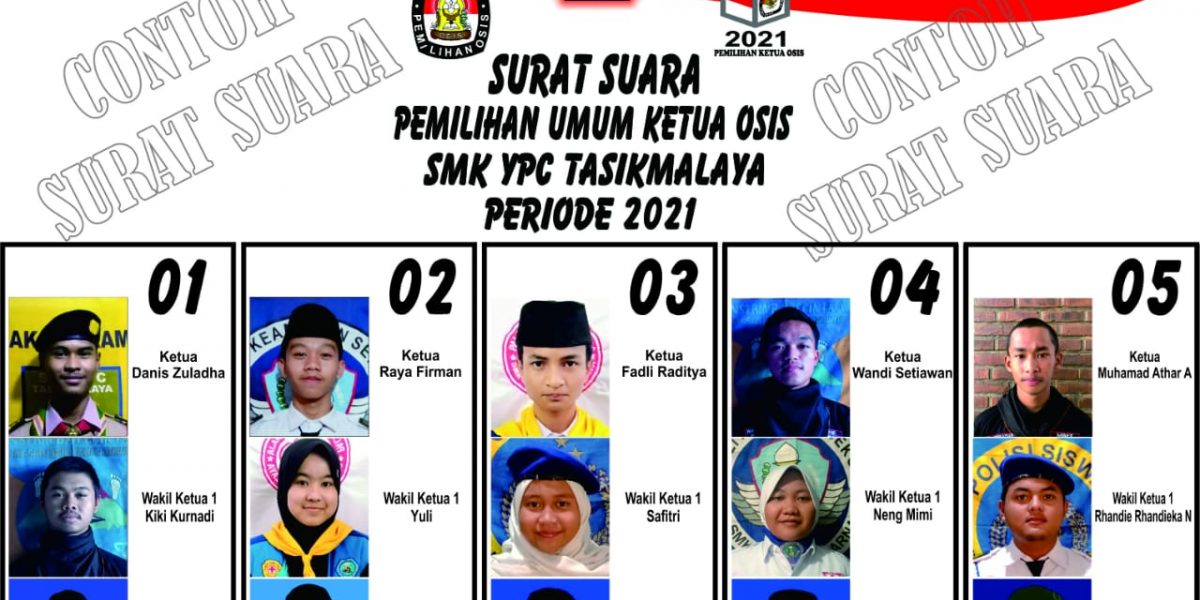 PEMILIHAN OSIS
2021
PEMILIHAN KETUA OSIS
CONTOH
SURAT SUARA
CONTOH
SURAT SUARA
SURAT SUARA
PEMILIHAN UMUM KETUA OSIS
SMK YPC TASIKMALAYA
PERIODE 2021
01
Ketua
Danis Zuladha
Wakil Ketua 1
Kiki Kurnadi
02
Ketua
Raya Firman
Wakil Ketua 1
Yuli
03
Ketua
Fadli Raditya
Wakil Ketua 1
Safitri
04
Ketua
Wandi Setiawan
Wakil Ketua 1
Neng Mimi
05
Ketua
Muhamad Athar A
POLISI SISW
Wakil Ketua 1
Rhandie Rhandieka N